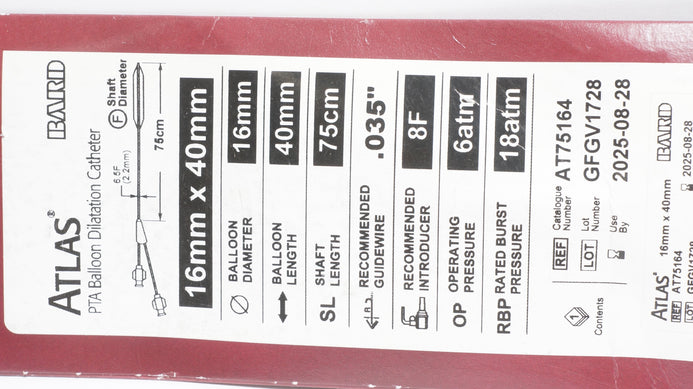 BARD
ATLAS®
PTA Balloon Dilatation Catheter
F Shaft Diameter
6.5F
(2.2mm)
75cm
16mm x 40mm
BALLOON DIAMETER 16mm
BALLOON LENGTH 40mm
SL SHAFT LENGTH 75cm
RECOMMENDED GUIDEWIRE .035"
RECOMMENDED INTRODUCER 8F
OP OPERATING PRESSURE 6atm
RBP RATED BURST PRESSURE 18atm
REF Catalogue Number AT75164
LOT Lot Number GFGV1728
Use By 2025-08-28
1 Contents
BARD
ATLAS® 16mm x 40mm
REF AT75164
LOT GFGV1728
2025-08-28